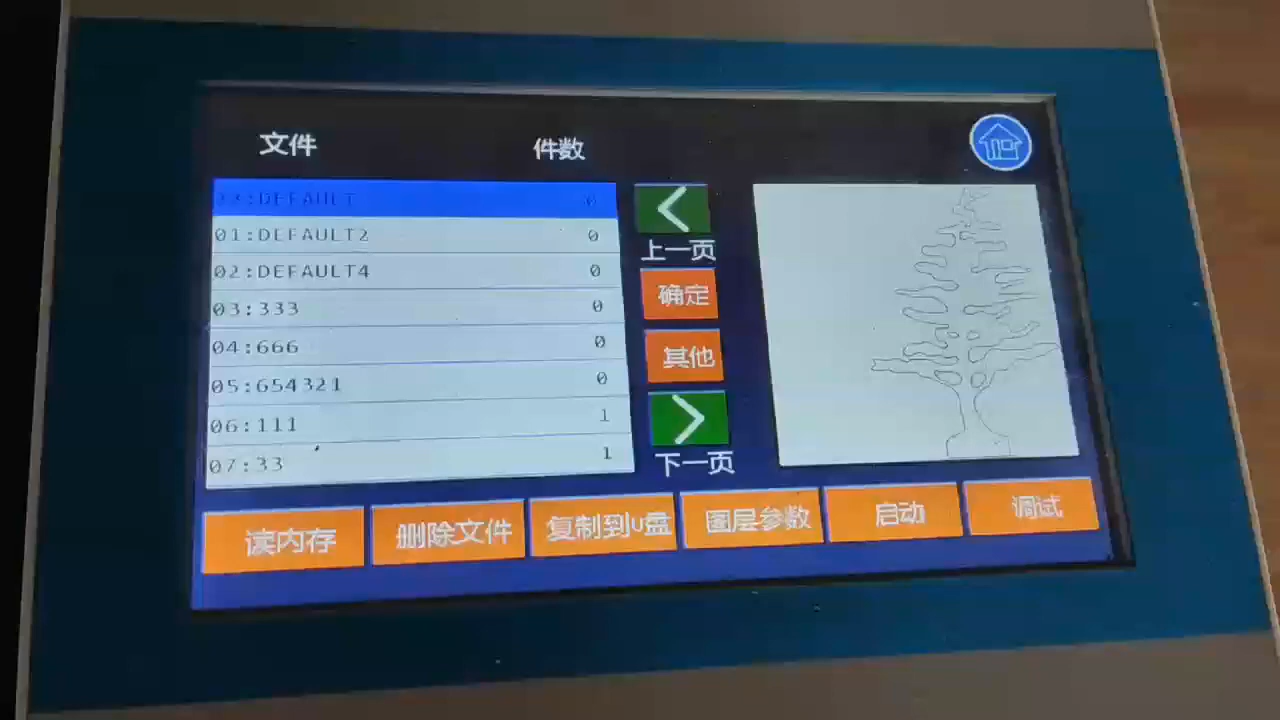 文件 件数
:DEFAULT 0
01:DEFAULT2 0
02:DEFAULT4 0
03:333 0
04:666 0
05:654321 0
06:111 1
07:33 1
上一页
确定
其他
下一页
读内存 删除文件 复制到U盘 图层参数 启动 调试